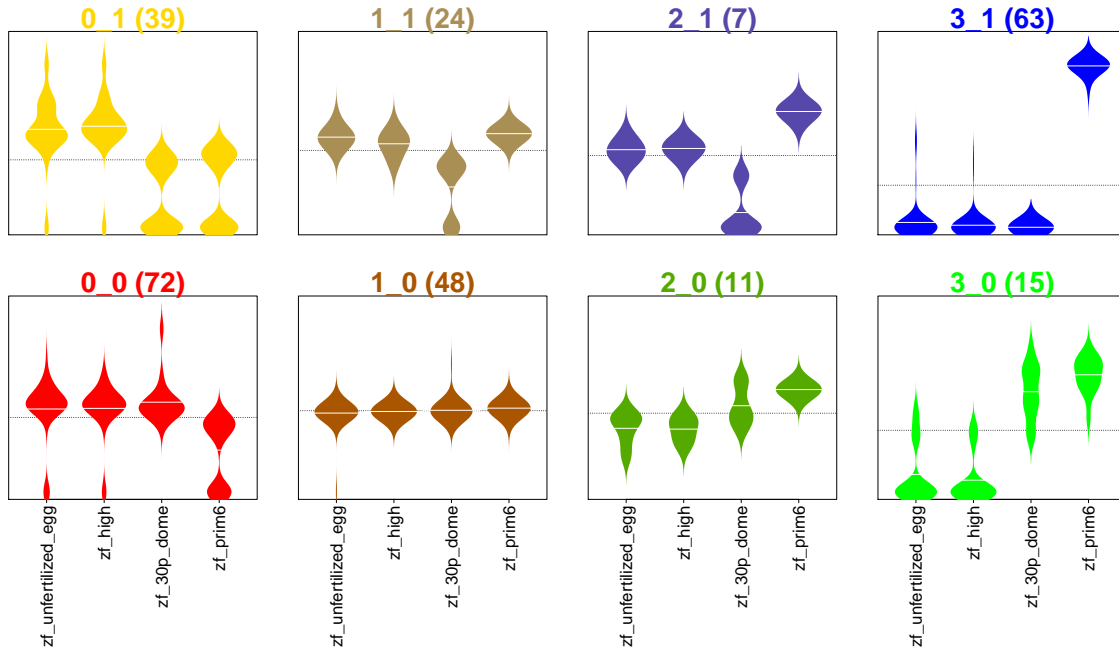 0_1 (39)
1_1 (24)
2_1 (7)
3_1 (63)
0_0 (72)
1_0 (48)
2_0 (11)
3_0 (15)
zf_unfertilized_egg
zf_high
zf_30p_dome
zf_prim6
zf_unfertilized_egg
zf_high
zf_30p_dome
zf_prim6
zf_unfertilized_egg
zf_high
zf_30p_dome
zf_prim6
zf_unfertilized_egg
zf_high
zf_30p_dome
zf_prim6